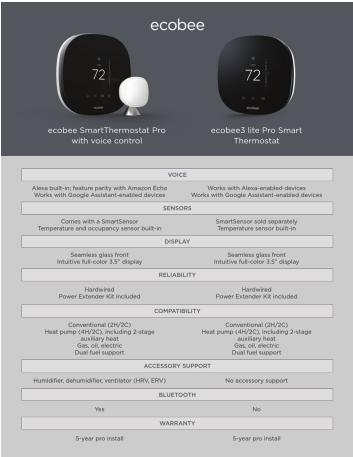 ecobee
72
72
ecobee
ecobee
ecobee SmartThermostat Pro
with voice control
ecobee3 lite Pro Smart
Thermostat
VOICE
Alexa built-in; feature parity with Amazon Echo
Works with Google Assistant-enabled devices
Works with Alexa-enabled devices
Works with Google Assistant-enabled devices
SENSORS
Comes with a SmartSensor
Temperature and occupancy sensor built-in
SmartSensor sold separately
Temperature sensor built-in
DISPLAY
Seamless glass front
Intuitive full-color 3.5" display
Seamless glass front
Intuitive full-color 3.5" display
RELIABILITY
Hardwired
Power Extender Kit included
Hardwired
Power Extender Kit included
COMPATIBILITY
Conventional (2H/2C)
Heat pump (4H/2C), including 2-stage
auxiliary heat
Gas, oil, electric
Dual fuel support
Conventional (2H/2C)
Heat pump (4H/2C), including 2-stage
auxiliary heat
Gas, oil, electric
Dual fuel support
ACCESSORY SUPPORT
Humidifier, dehumidifier, ventilator (HRV, ERV)
No accessory support
BLUETOOTH
Yes
No
WARRANTY
5-year pro install
5-year pro install